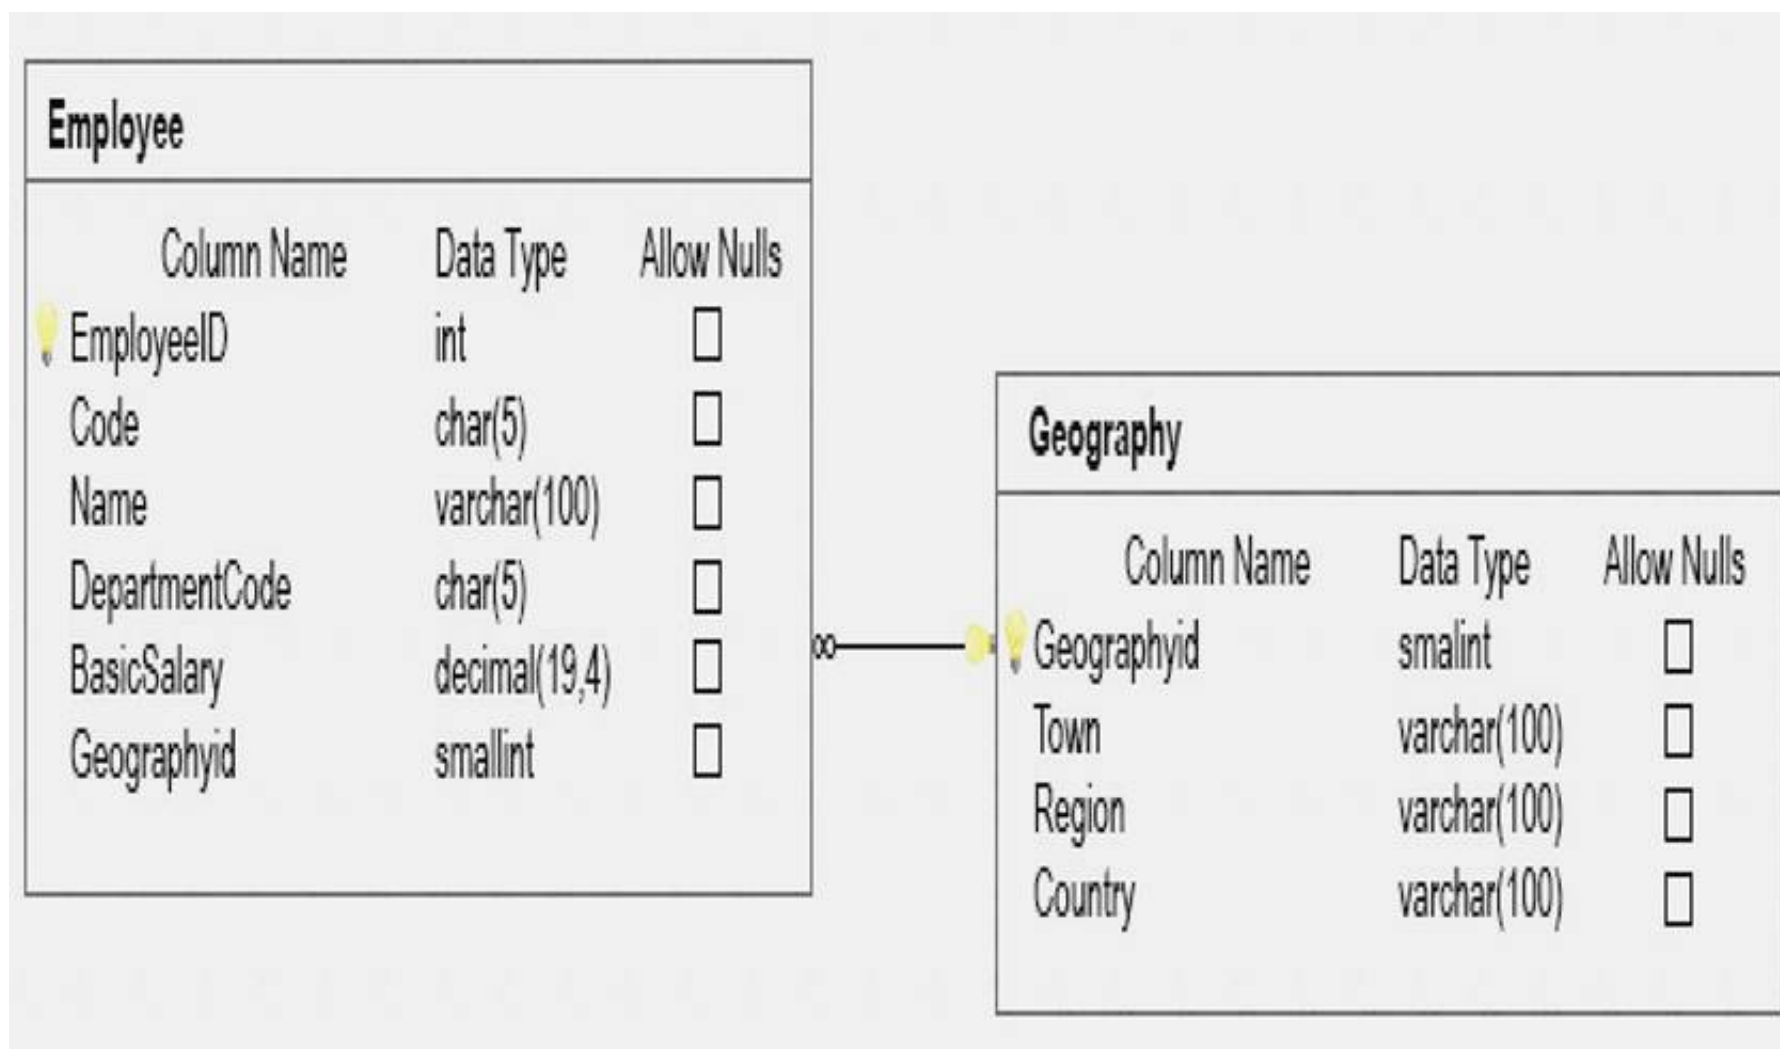 Employee
Column Name Data Type Allow Nulls
EmployeeID int
Code char(5)
Name varchar(100)
DepartmentCode char(5)
BasicSalary decimal(19,4)
Geographyid smallint
Geography
Column Name Data Type Allow Nulls
Geographyid smalint
Town varchar(100)
Region varchar(100)
Country varchar(100)